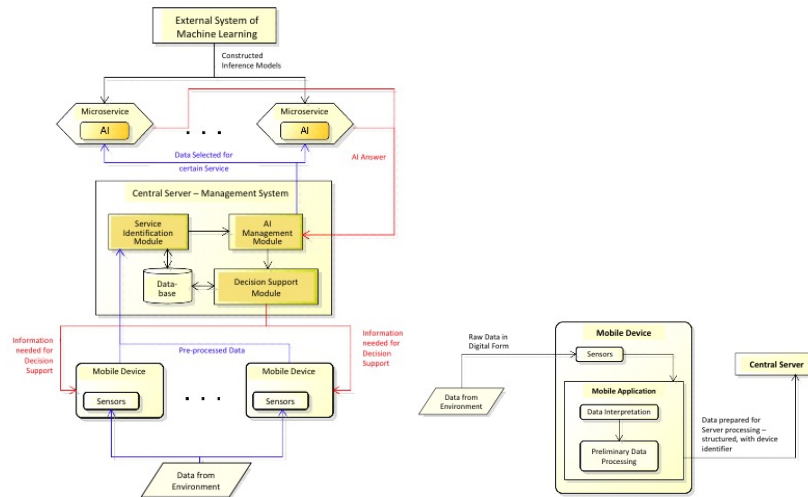 External System of
Machine Learning
Constructed
Inference Models
Microservice
AI
. . .
Microservice
AI
Data Selected for
certain Service
AI Answer
Central Server – Management System
Service
Identification
Module
AI
Management
Module
Data-
base
Decision Support
Module
Information
needed for
Decision
Support
Pre-processed Data
Information
needed for
Decision
Support
Mobile Device
Sensors
. . .
Mobile Device
Sensors
Data from
Environment
Raw Data in
Digital Form
Data from
Environment
Mobile Device
Sensors
Mobile Application
Data Interpretation
Preliminary Data
Processing
Central Server
Data prepared for
Server processing –
structured, with device
identifier